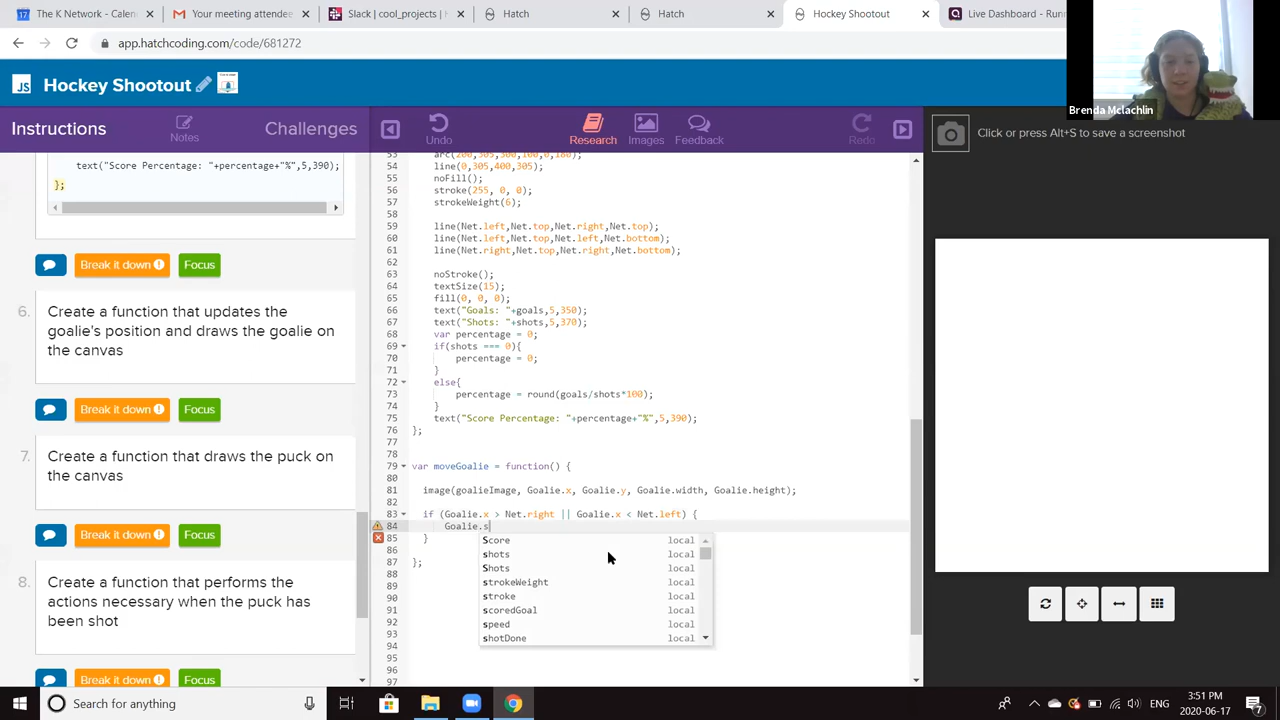 17 The K Network - Calen
Your meeting attendee
Slack | cool_projects | K
Hatch
Hatch
Hockey Shootout
Live Dashboard - Runn
app.hatchcoding.com/code/681272
Brenda Mclachlin
JS Hockey Shootout
Instructions
Notes
Challenges
Undo
Research
Images
Feedback
Redo
Click or press Alt+S to save a screenshot
text("Score Percentage: "+percentage+"%",5,390);
};
Break it down
Focus
6. Create a function that updates the
goalie's position and draws the goalie on
the canvas
Break it down
Focus
7. Create a function that draws the puck on
the canvas
Break it down
Focus
8. Create a function that performs the
actions necessary when the puck has
been shot
Break it down
Focus
53 arc(200,305,300,100,0,180);
54 line(0,305,400,305);
55 noFill();
56 stroke(255, 0, 0);
57 strokeWeight(6);
58
59 line(Net.left,Net.top,Net.right,Net.top);
60 line(Net.left,Net.top,Net.left,Net.bottom);
61 line(Net.right,Net.top,Net.right,Net.bottom);
62
63 noStroke();
64 textSize(15);
65 fill(0, 0, 0);
66 text("Goals: "+goals,5,350);
67 text("Shots: "+shots,5,370);
68 var percentage = 0;
69 if(shots === 0){
70 percentage = 0;
71 }
72 else{
73 percentage = round(goals/shots*100);
74 }
75 text("Score Percentage: "+percentage+"%",5,390);
76 };
77
78
79 var moveGoalie = function() {
80
81 image(goalieImage, Goalie.x, Goalie.y, Goalie.width, Goalie.height);
82
83 if (Goalie.x > Net.right || Goalie.x < Net.left) {
84 Goalie.s
85 }
86
87 };
88
89
90
91
92
93
94
95
96
97
Score local
shots local
Shots local
strokeWeight local
stroke local
scoredGoal local
speed local
shotDone local
Search for anything
ENG
3:51 PM
2020-06-17
7